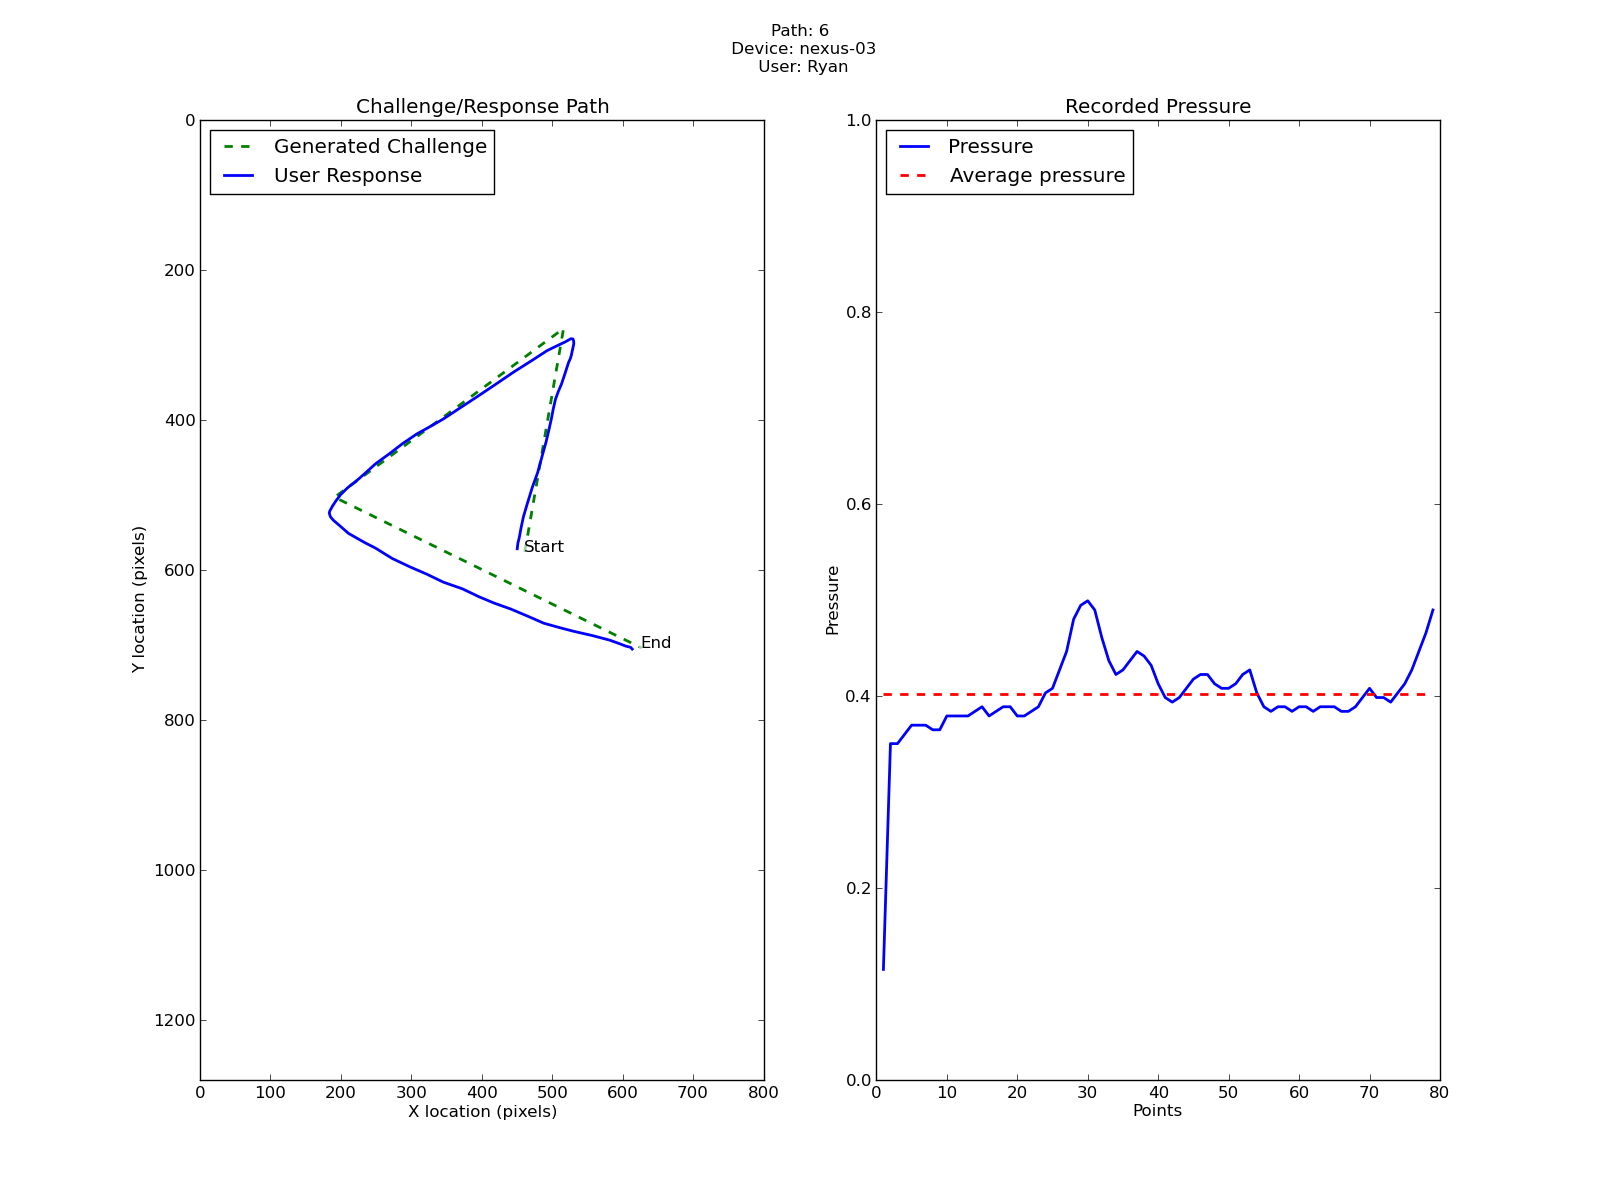 Path: 6
Device: nexus-03
User: Ryan
Challenge/Response Path
Generated Challenge
User Response
0
200
400
600
800
1000
1200
Y location (pixels)
Start
End
0 100 200 300 400 500 600 700 800
X location (pixels)
Recorded Pressure
Pressure
Average pressure
1.0
0.8
0.6
0.4
0.2
0.0
Pressure
0 10 20 30 40 50 60 70 80
Points